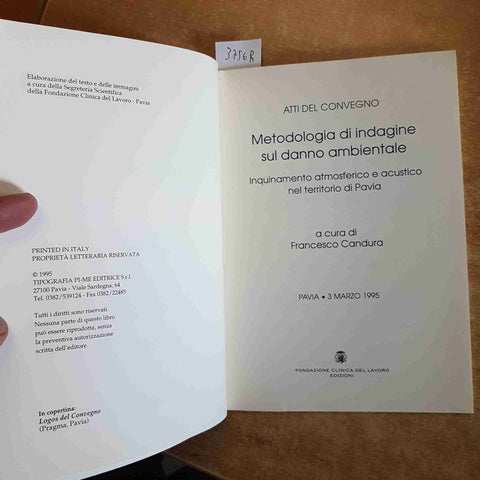 Elaborazione del testo e delle immagini
a cura della Segreteria Scientifica
della Fondazione Clinica del Lavoro - Pavia
PRINTED IN ITALY
PROPRIETÀ LETTERARIA RISERVATA
© 1995
TIPOGRAFIA PI-ME EDITRICE S.r.l.
27100 Pavia - Viale Sardegna, 64
Tel. 0382/539124 - Fax 0382/22485
Tutti i diritti sono riservati.
Nessuna parte di questo libro
può essere riprodotta, senza
la preventiva autorizzazione
scritta dell'editore.
In copertina:
Logos del Convegno
(Pragma, Pavia)
ATTI DEL CONVEGNO
Metodologia di indagine
sul danno ambientale
Inquinamento atmosferico e acustico
nel territorio di Pavia
a cura di
Francesco Candura
PAVIA • 3 MARZO 1995
FONDAZIONE CLINICA DEL LAVORO
EDIZIONI